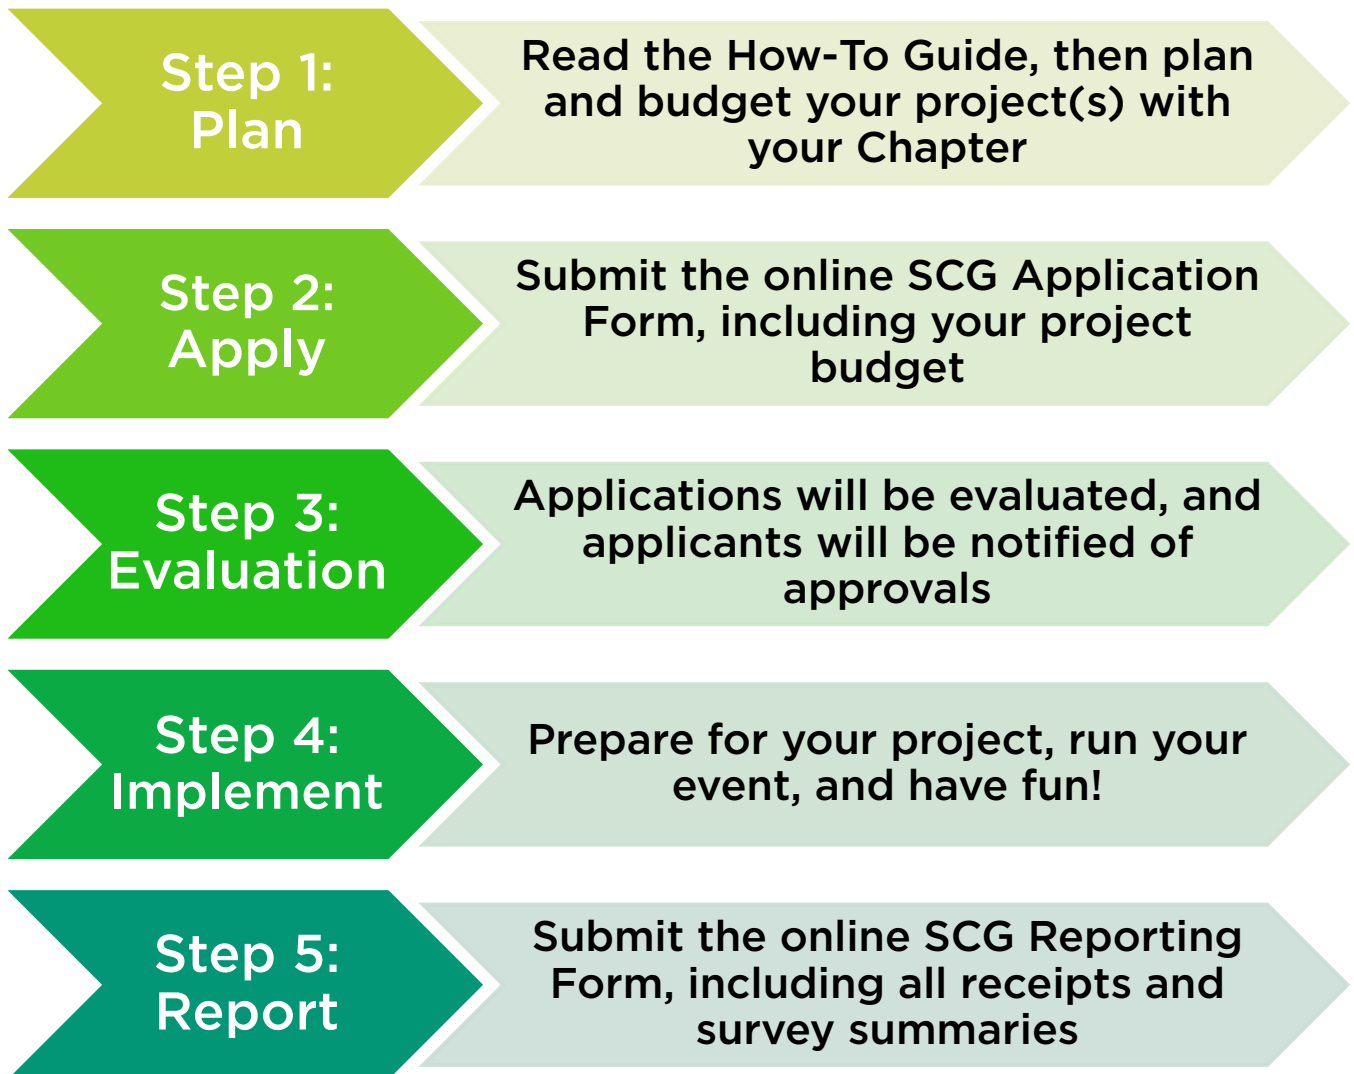 Step 1:
Plan
Read the How-To Guide, then plan
and budget your project(s) with
your Chapter
Step 2:
Apply
Submit the online SCG Application
Form, including your project
budget
Step 3:
Evaluation
Applications will be evaluated, and
applicants will be notified of
approvals
Step 4:
Implement
Prepare for your project, run your
event, and have fun!
Step 5:
Report
Submit the online SCG Reporting
Form, including all receipts and
survey summaries